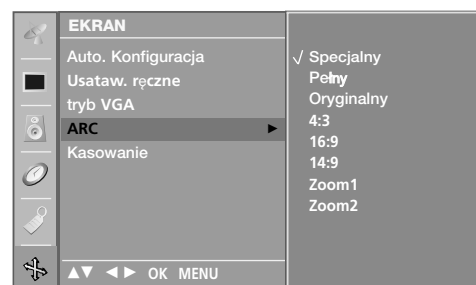 EKRAN
Auto. Konfiguracja
Usataw. ręczne
tryb VGA
ARC ►
Kasowanie
▲▼ ◄► OK MENU
√ Specjalny
Pełny
Oryginalny
4:3
16:9
14:9
Zoom1
Zoom2